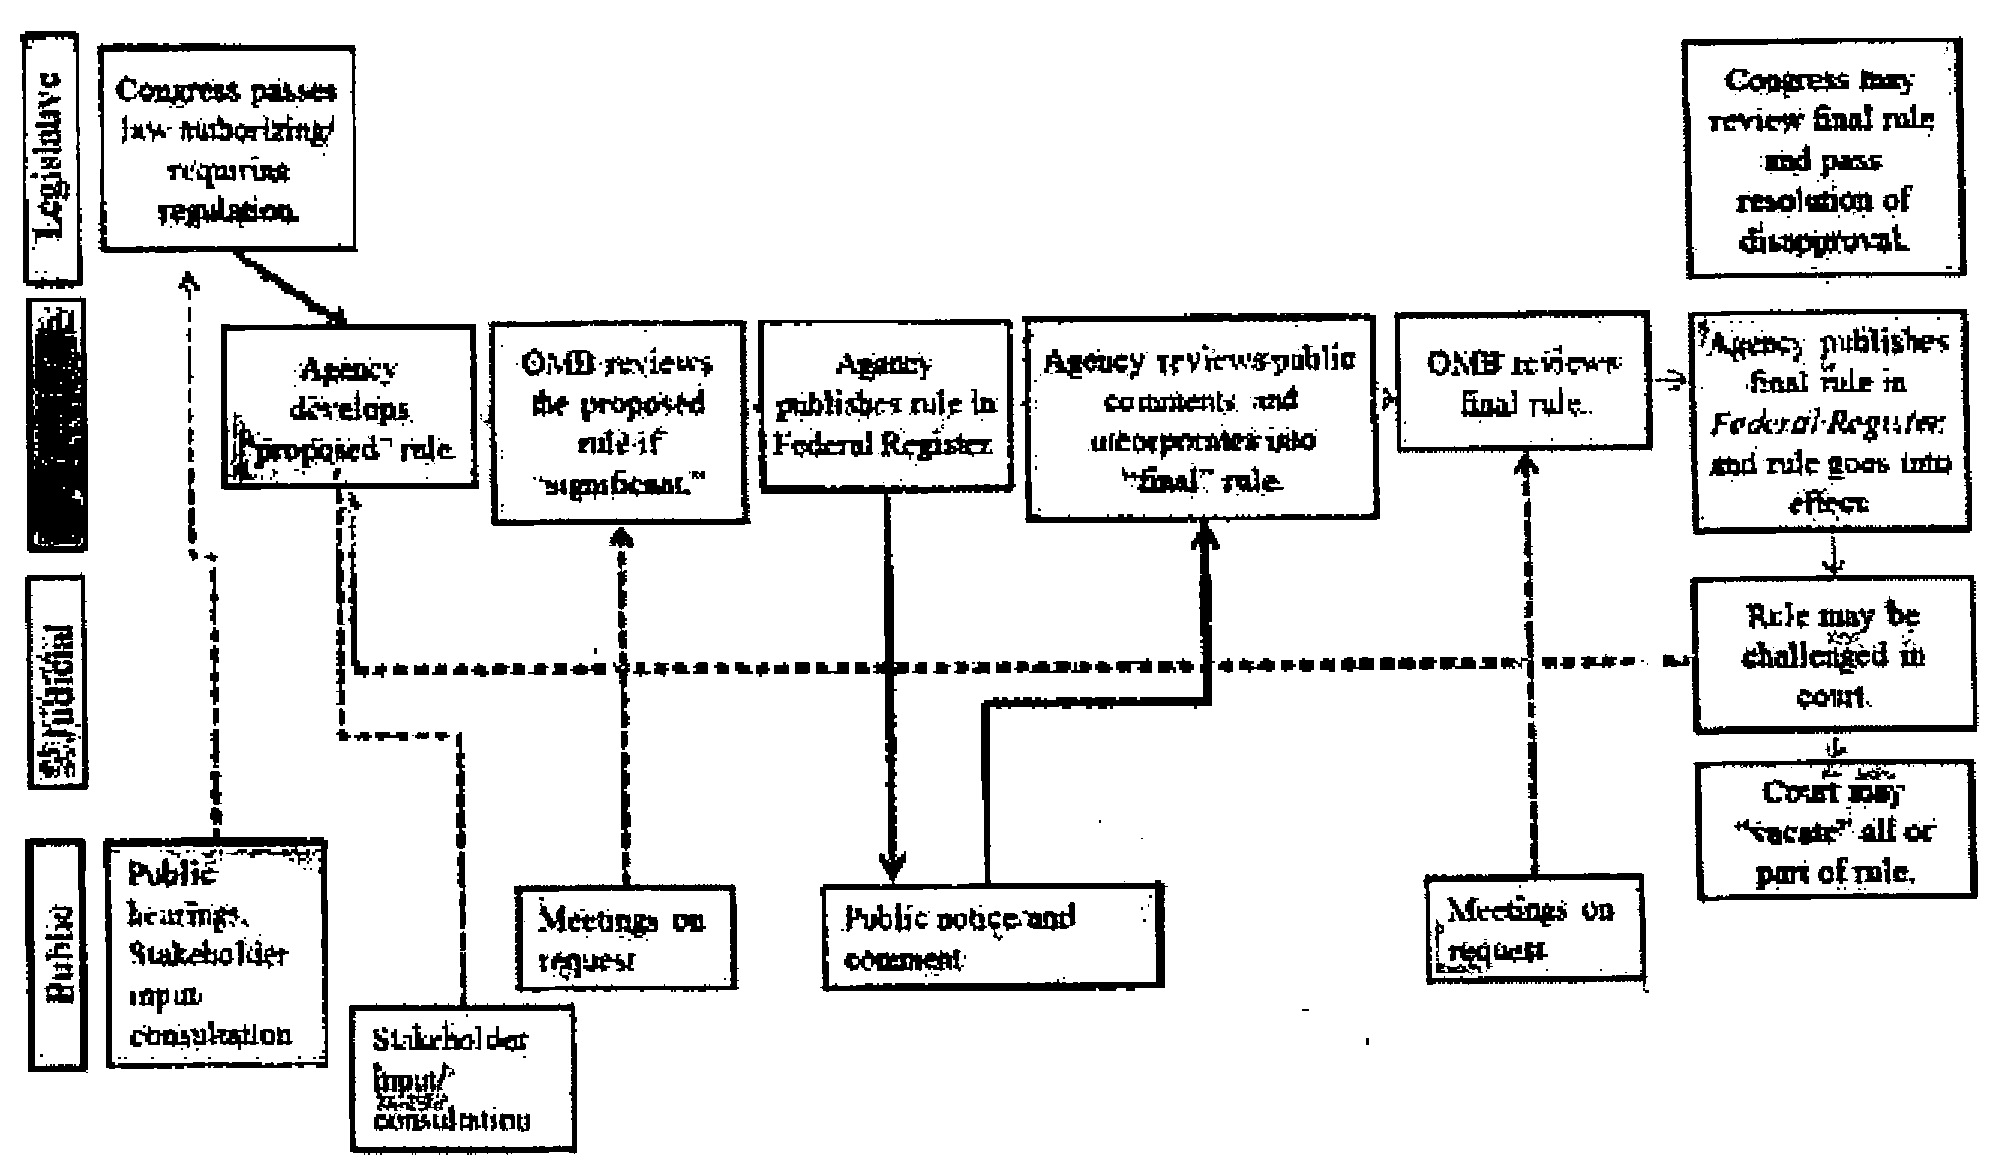 Legislative
Congress passes
law authorizing/
requiring
regulation.
Congress may
review final rule
and pass
resolution of
disapproval.
Agency
develops
"proposed" rule
OMB reviews
the proposed
rule if
"significant."
Agency
publishes rule in
Federal Register
Agency reviews public
comments and
incorporates into
"final" rule.
OMB reviews
final rule.
Agency publishes
final rule in
Federal Register
and rule goes into
effect.
Judicial
Rule may be
challenged in
court.
Court may
"vacate" all or
part of rule.
Public
Public
hearings,
Stakeholder
input
consultation
Stakeholder
input/
consultation
Meetings on
request
Public notice and
comment
Meetings on
request